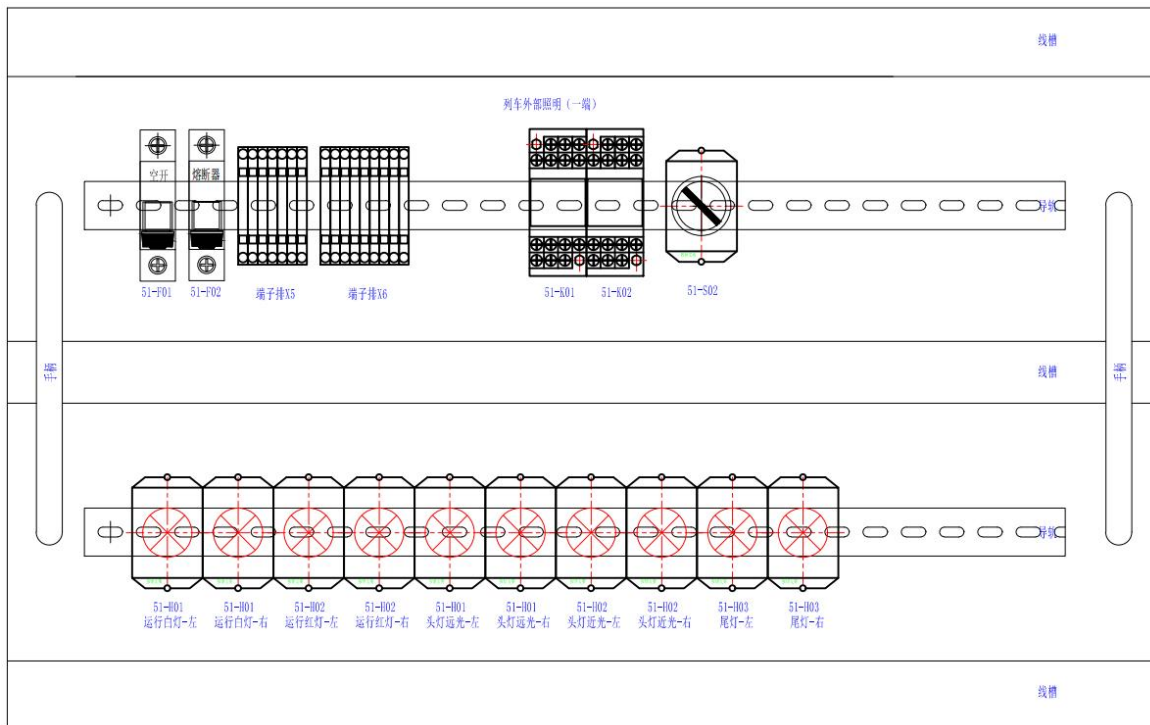 线槽
列车外部照明（一端）
空开
熔断器
导轨
51-F01
51-F02
端子排X5
端子排X6
51-K01
51-K02
51-S02
手柄
线槽
手柄
导轨
51-H01
51-H01
51-H02
51-H02
51-H01
51-H01
51-H02
51-H02
51-H03
51-H03
运行白灯-左
运行白灯-右
运行红灯-左
运行红灯-右
头灯远光-左
头灯远光-右
头灯近光-左
头灯近光-右
尾灯-左
尾灯-右
线槽